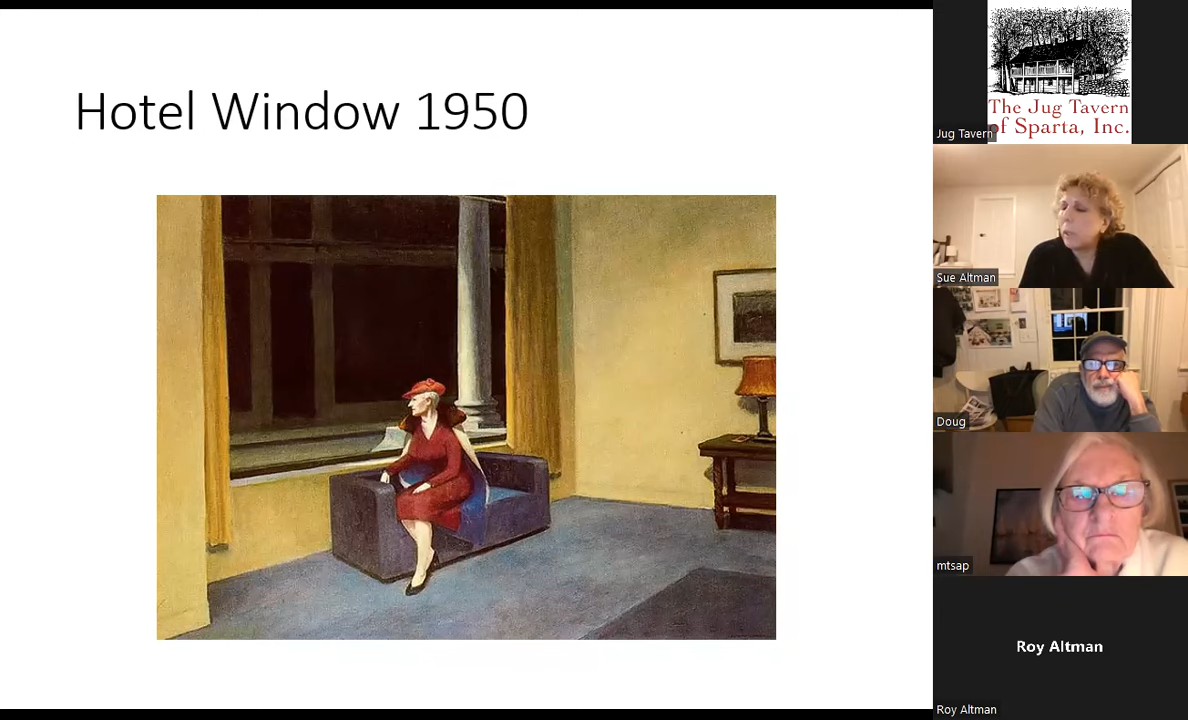 Hotel Window 1950
The Jug Tavern
of Sparta, Inc.
Jug Tavern
Sue Altman
Doug
mtsap
Roy Altman
Roy Altman